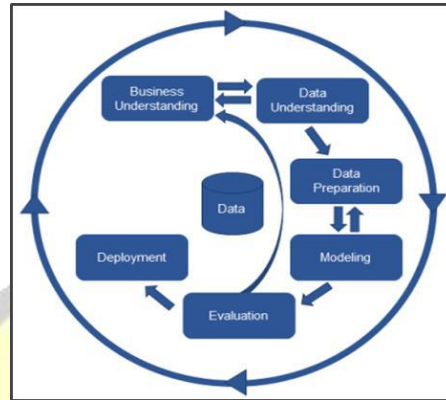 Business
Understanding
Data
Understanding
Data
Preparation
Data
Deployment
Modeling
Evaluation